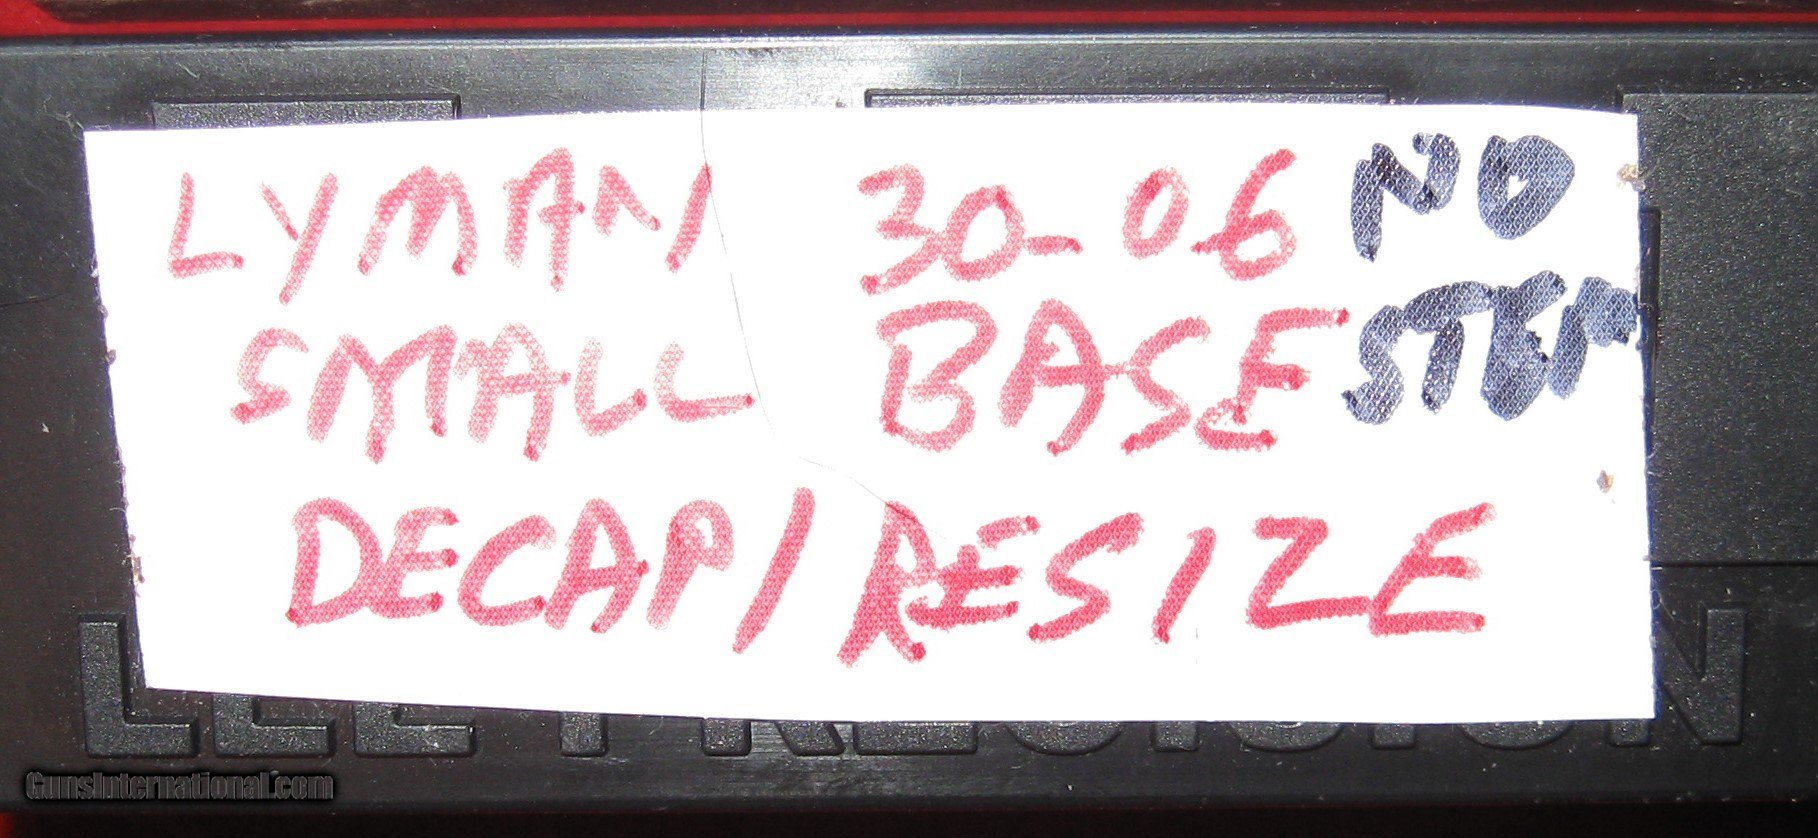 LYMAN 30-06 NO
SMALL BASE STEM
DECAP/RESIZE
LEE PRECISION
GunsInternational.com